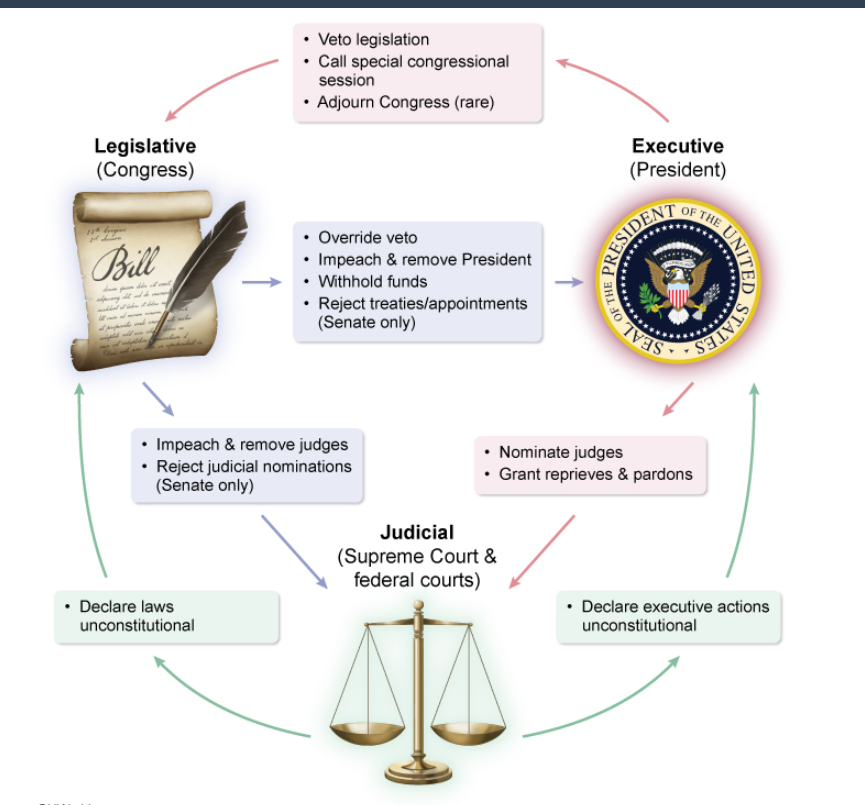 • Veto legislation
• Call special congressional
session
• Adjourn Congress (rare)
Legislative
(Congress)
Executive
(President)
Bill
• Override veto
• Impeach & remove President
• Withhold funds
• Reject treaties/appointments
(Senate only)
SEAL OF THE PRESIDENT OF THE UNITED STATES
• Impeach & remove judges
• Reject judicial nominations
(Senate only)
• Nominate judges
• Grant reprieves & pardons
Judicial
(Supreme Court &
federal courts)
• Declare laws
unconstitutional
• Declare executive actions
unconstitutional